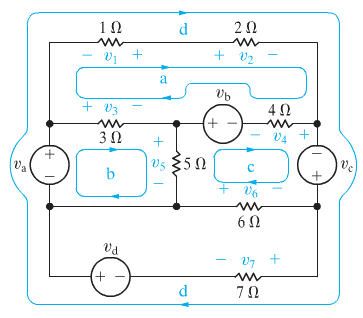 d
1 Ω 2 Ω
− v1 + + v2 −
a
+ v3 − vb 4 Ω
3 Ω + − − v4 +
va + − b + v5 − 5 Ω c − + vc
+ v6 −
6 Ω
vd
+ − − v7 +
d 7 Ω